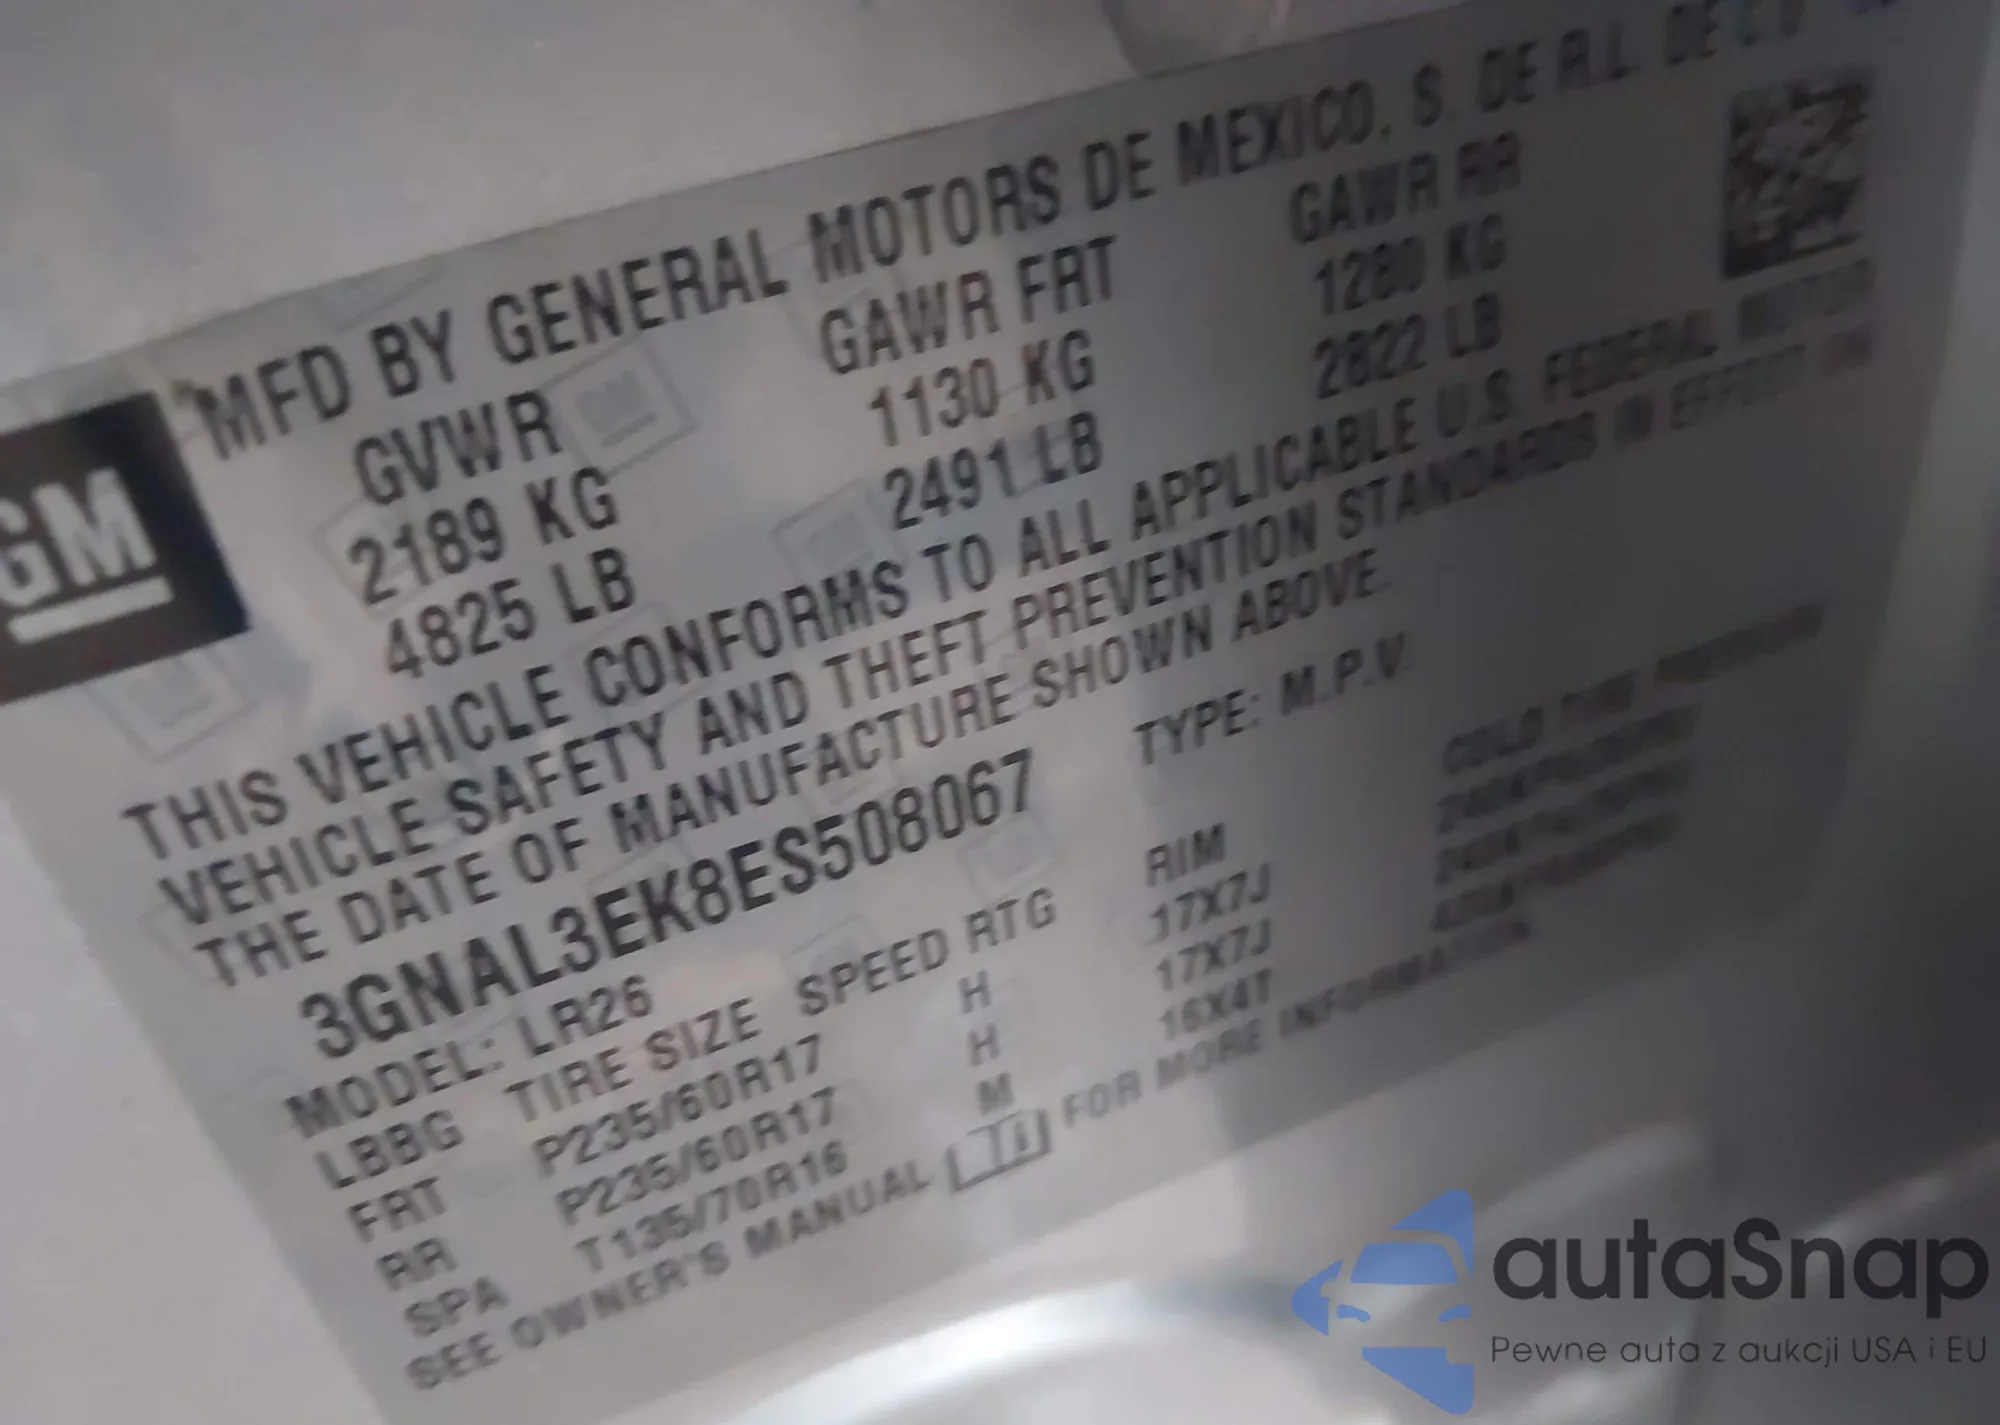 MFD BY GENERAL MOTORS DE MEXICO, S. DE R.L. DE C.V
GM
GVWR GAWR FRT GAWR RR
2189 KG 1130 KG 1280 KG
4825 LB 2491 LB 2822 LB
THIS VEHICLE CONFORMS TO ALL APPLICABLE U.S. FEDERAL MOTOR
VEHICLE SAFETY AND THEFT PREVENTION STANDARDS IN EFFECT ON
THE DATE OF MANUFACTURE SHOWN ABOVE.
3GNAL3EK8ES508067 TYPE: M.P.V.
MODEL: LR26
LBBG TIRE SIZE SPEED RTG RIM COLD TIRE PRESSURE
FRT P235/60R17 H 17X7J
RR P235/60R17 H 17X7J
SPA T135/70R16 M 16X4T
SEE OWNER'S MANUAL FOR MORE INFORMATION
autaSnap
Pewne auta z aukcji USA i EU